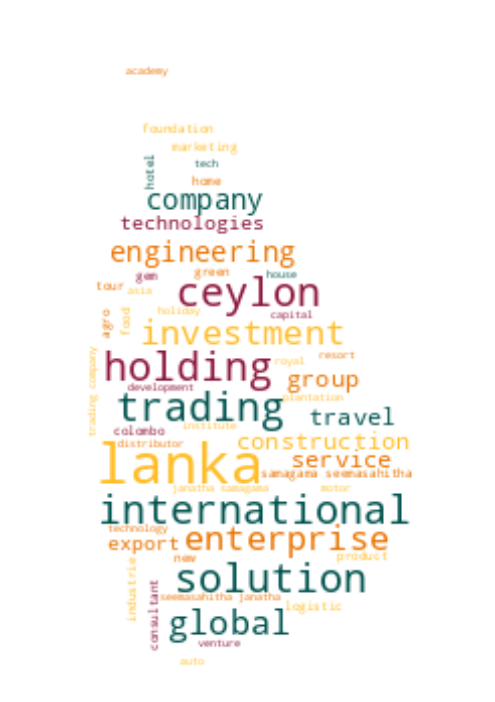 academy
foundation
marketing
hotel
tech
home
company
technologies
engineering
gem
green
house
tour
asia
ceylon
agro
food
holiday
capital
investment
trading company
holding
royal
resort
development
group
plantation
trading
travel
colombo
institute
distributor
construction
lanka
service
samagama seemasahitha
janatha samagama
motor
international
technology
export
enterprise
new
product
industrie
consultant
solution
seemasahitha janatha
logistic
global
venture
auto